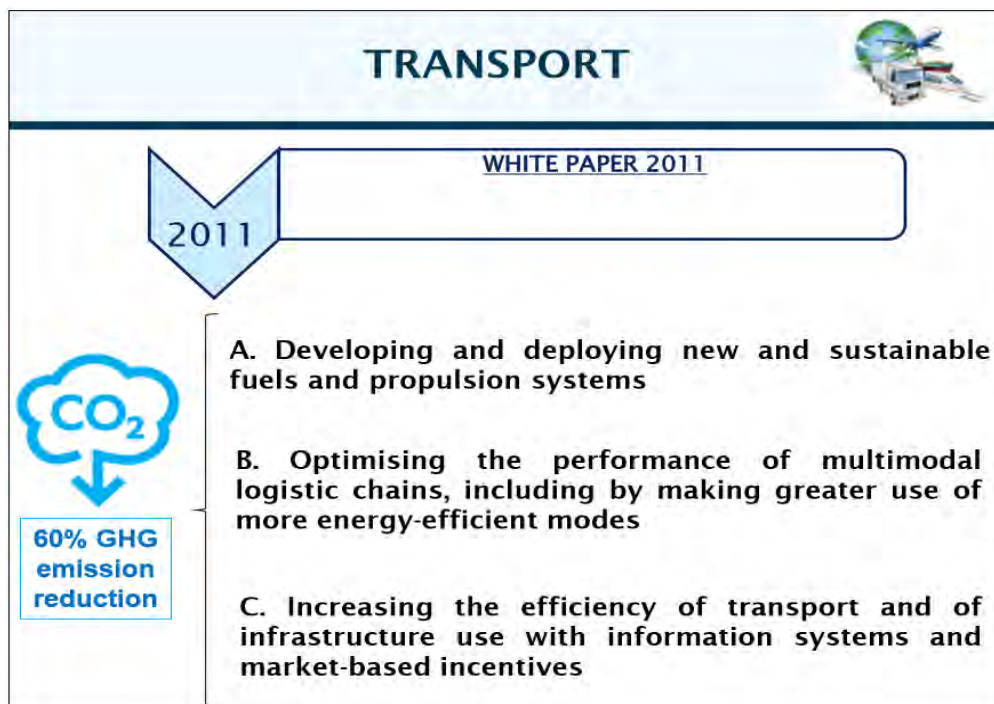 TRANSPORT
WHITE PAPER 2011
2011
A. Developing and deploying new and sustainable
fuels and propulsion systems
CO2
B. Optimising the performance of multimodal
logistic chains, including by making greater use of
more energy-efficient modes
60% GHG
emission
reduction
C. Increasing the efficiency of transport and of
infrastructure use with information systems and
market-based incentives